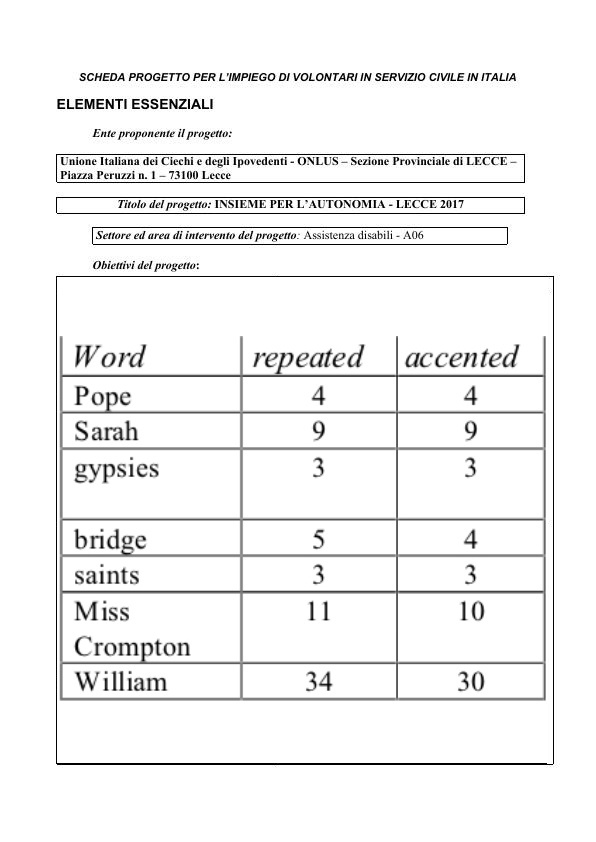 SCHEDA PROGETTO PER L'IMPIEGO DI VOLONTARI IN SERVIZIO CIVILE IN ITALIA
ELEMENTI ESSENZIALI
Ente proponente il progetto:
Unione Italiana dei Ciechi e degli Ipovedenti - ONLUS – Sezione Provinciale di LECCE –
Piazza Peruzzi n. 1 – 73100 Lecce
Titolo del progetto: INSIEME PER L'AUTONOMIA - LECCE 2017
Settore ed area di intervento del progetto: Assistenza disabili - A06
Obiettivi del progetto:
Word repeated accented
Pope 4 4
Sarah 9 9
gypsies 3 3
bridge 5 4
saints 3 3
Miss 11 10
Crompton
William 34 30